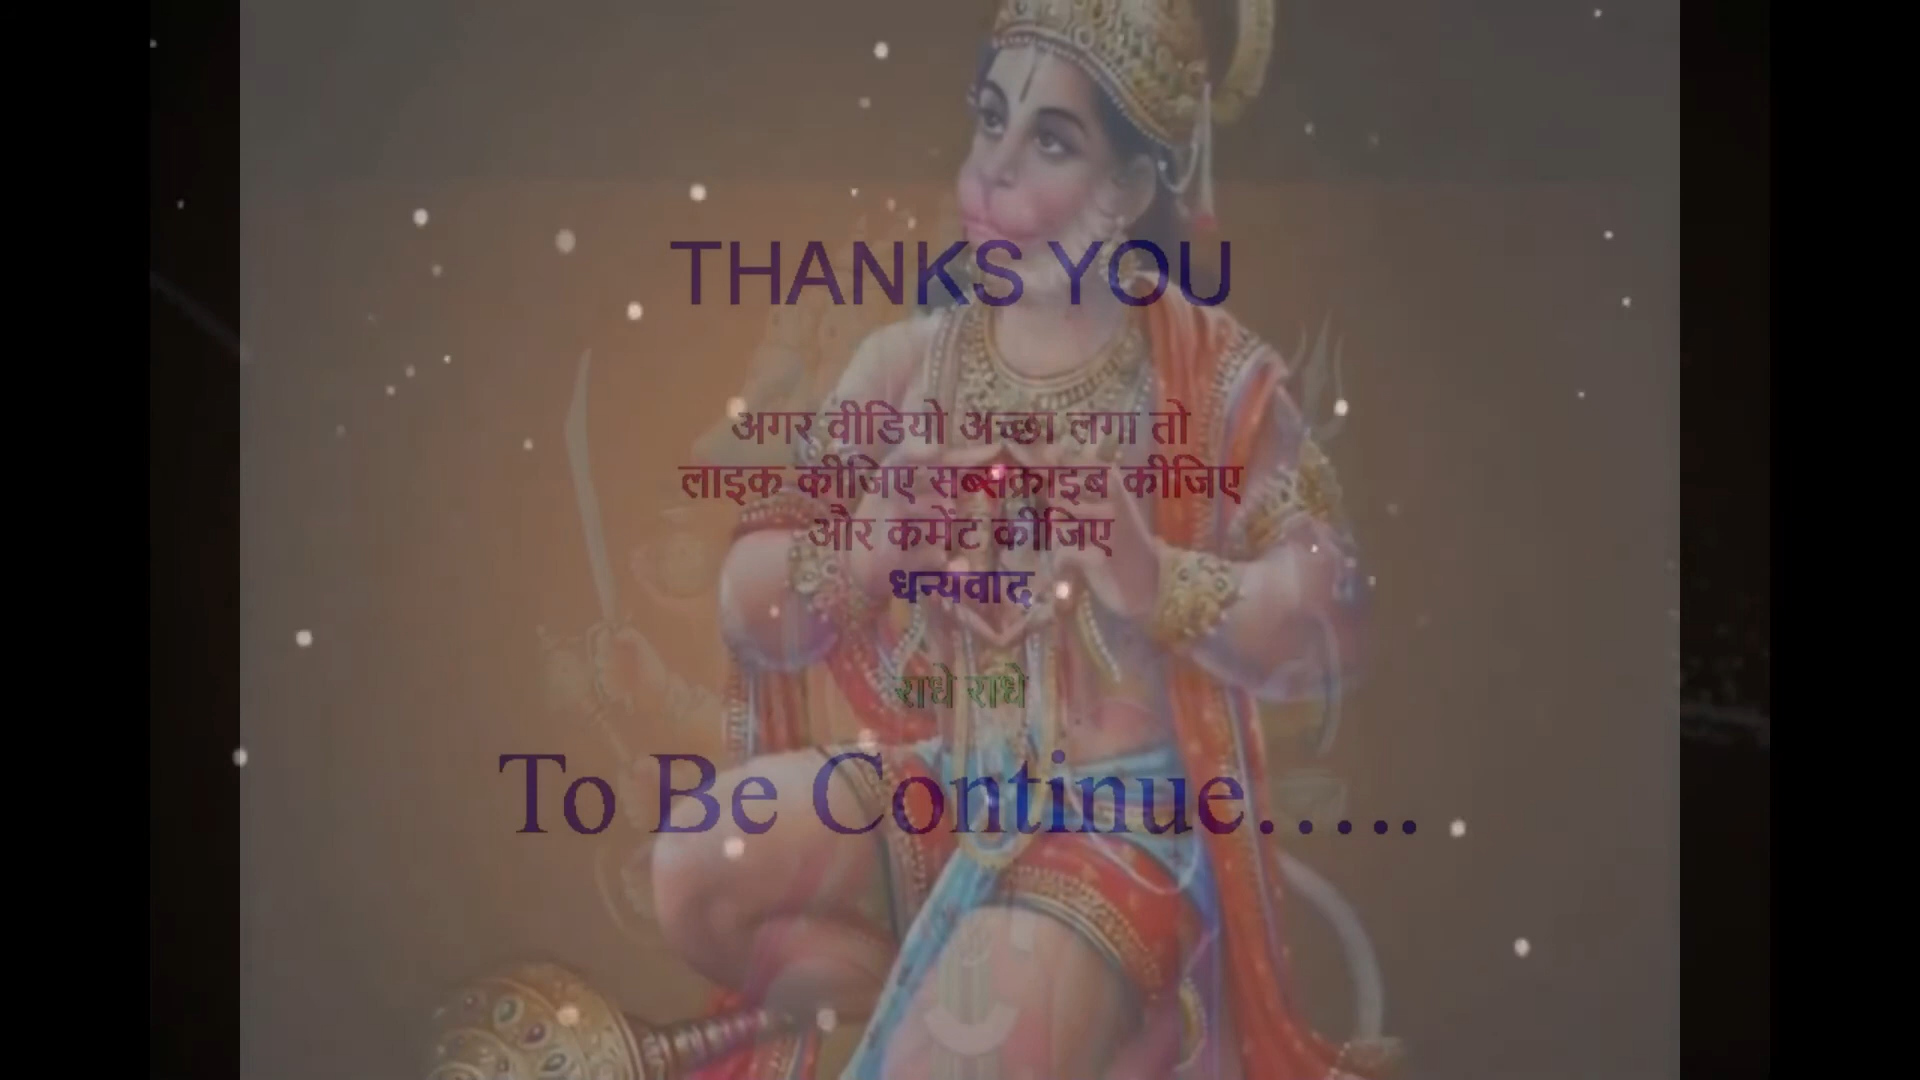 THANKS YOU
अगर वीडियो अच्छा लगा तो
लाइक कीजिए सब्सक्राइब कीजिए
और कमेंट कीजिए
धन्यवाद
राधे राधे
To Be Continue.....